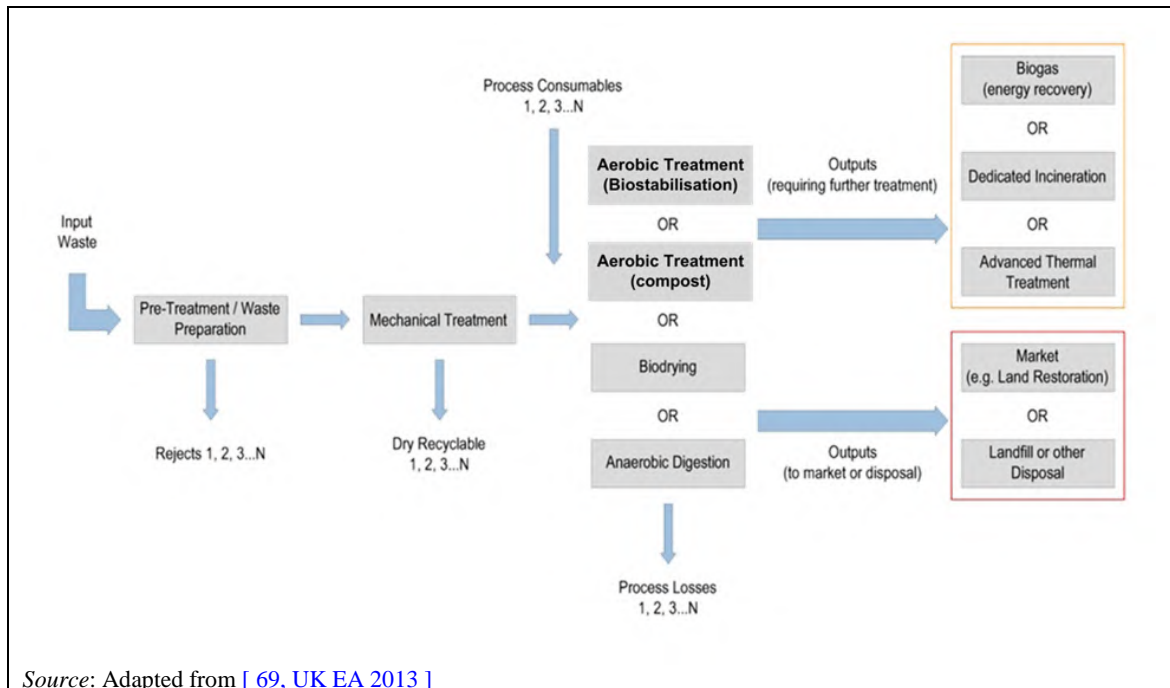 Input
Waste
Pre-Treatment / Waste
Preparation
Rejects 1, 2, 3...N
Mechanical Treatment
Dry Recyclable
1, 2, 3...N
Process Consumables
1, 2, 3...N
Aerobic Treatment
(Biostabilisation)
OR
Aerobic Treatment
(compost)
OR
Biodrying
OR
Anaerobic Digestion
Process Losses
1, 2, 3...N
Outputs
(requiring further treatment)
Biogas
(energy recovery)
OR
Dedicated Incineration
OR
Advanced Thermal
Treatment
Outputs
(to market or disposal)
Market
(e.g. Land Restoration)
OR
Landfill or other
Disposal
Source: Adapted from [ 69, UK EA 2013 ]